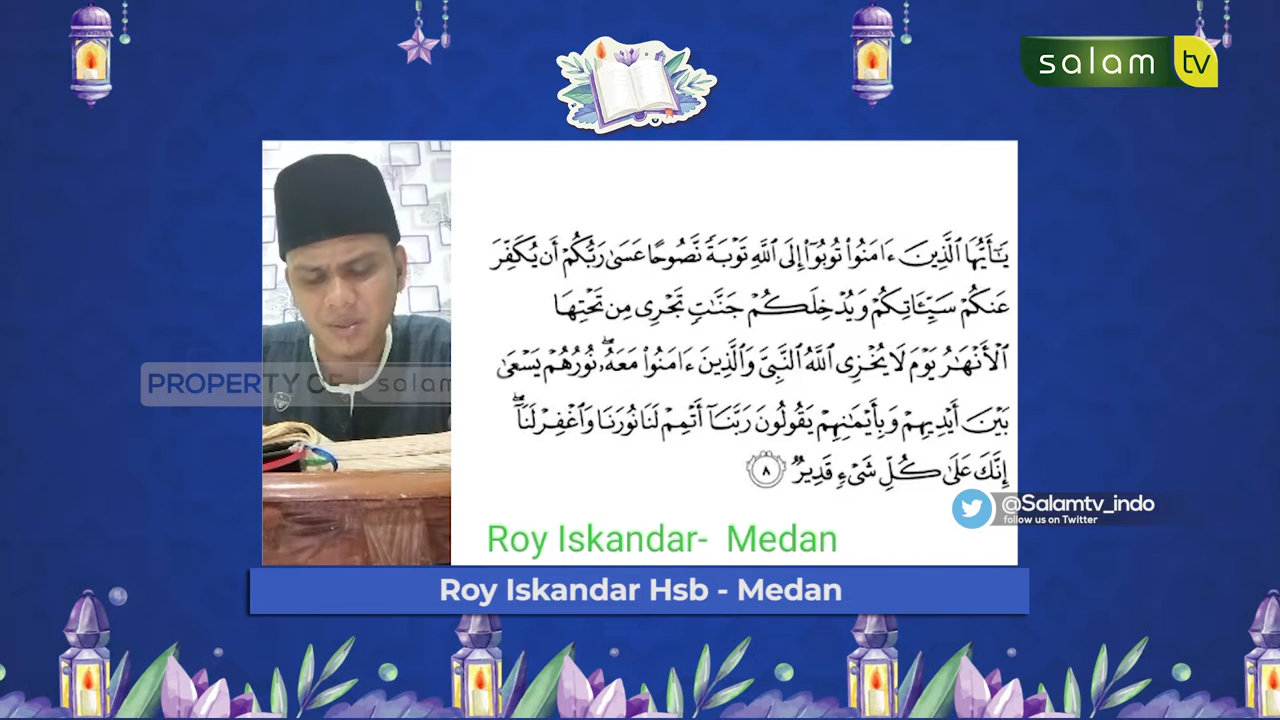 salam tv
يَـٰٓأَيُّهَا ٱلَّذِينَ ءَامَنُوا۟ تُوبُوٓا۟ إِلَى ٱللَّهِ تَوْبَةً نَّصُوحًا عَسَىٰ رَبُّكُمْ أَن يُكَفِّرَ
عَنكُمْ سَيِّـَٔاتِكُمْ وَيُدْخِلَكُمْ جَنَّـٰتٍ تَجْرِى مِن تَحْتِهَا
ٱلْأَنْهَـٰرُ يَوْمَ لَا يُخْزِى ٱللَّهُ ٱلنَّبِىَّ وَٱلَّذِينَ ءَامَنُوا۟ مَعَهُۥ ۖ نُورُهُمْ يَسْعَىٰ
بَيْنَ أَيْدِيهِمْ وَبِأَيْمَـٰنِهِمْ يَقُولُونَ رَبَّنَآ أَتْمِمْ لَنَا نُورَنَا وَٱغْفِرْ لَنَآ ۖ
إِنَّكَ عَلَىٰ كُلِّ شَىْءٍ قَدِيرٌ ٨
PROPERTY OF salam
@Salamtv_indo
follow us on Twitter
Roy Iskandar- Medan
Roy Iskandar Hsb - Medan